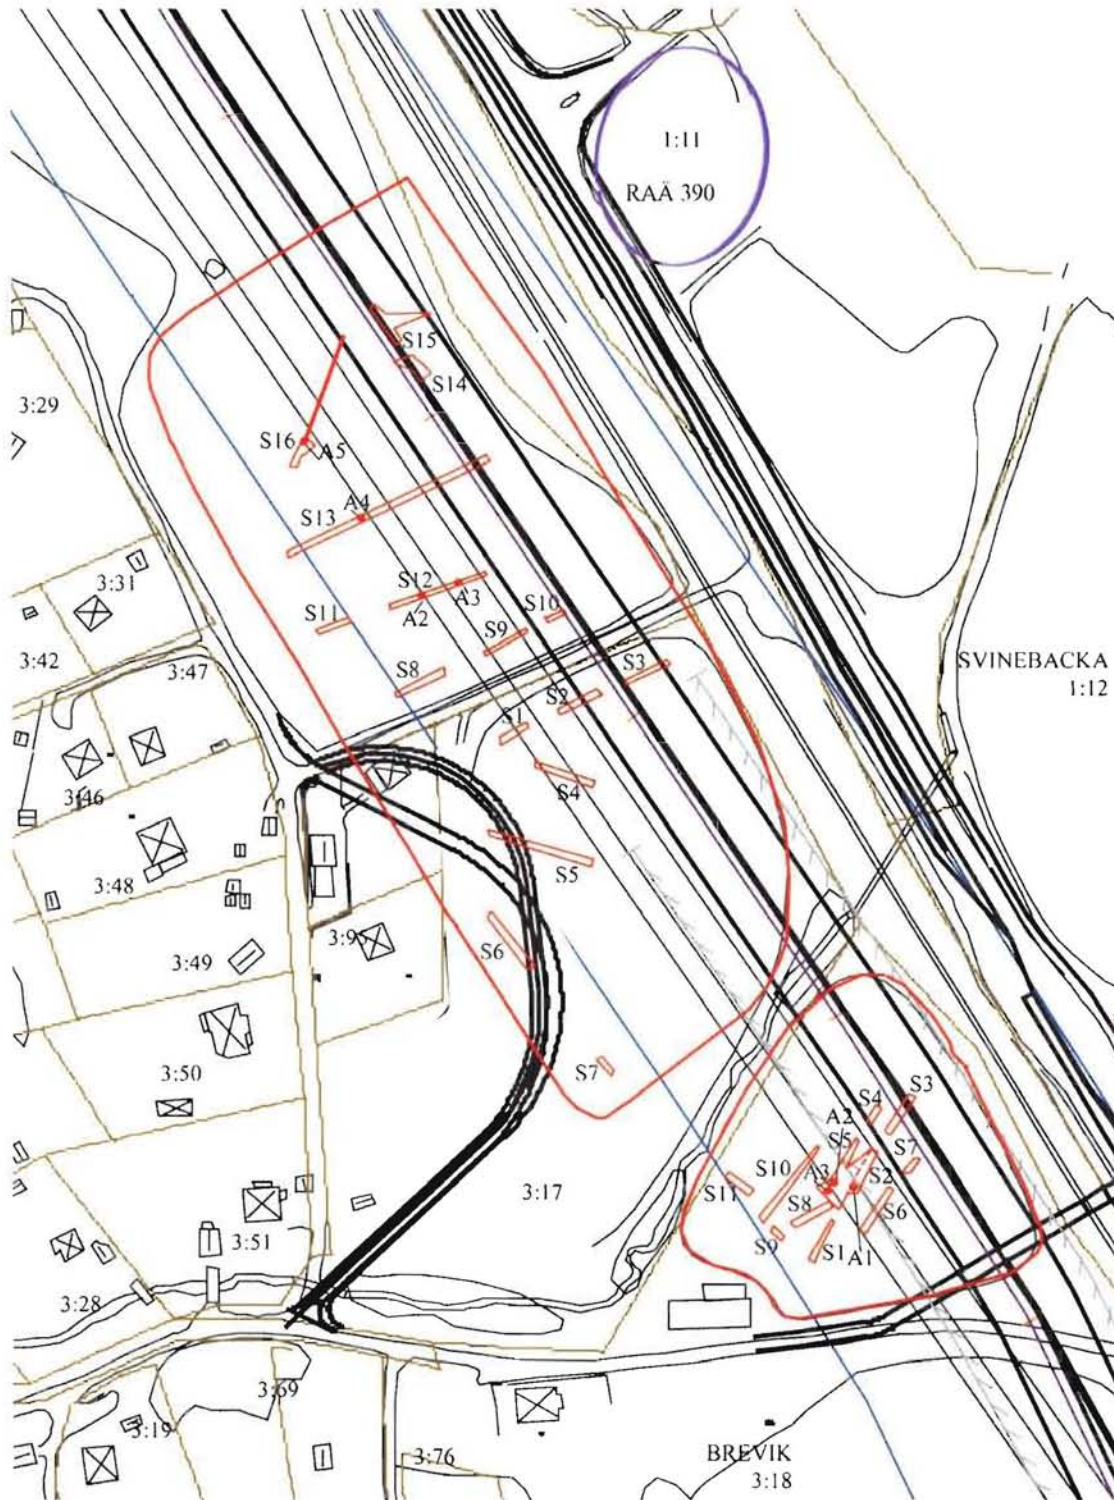 1:11
RAÄ 390
S15
S14
3:29
S16
A5
A4
S13
3:31
S12
A3
A2
S11
S10
S9
3:42
3:47
S8
S3
SVINEBACKA
1:12
S2
S1
S4
3:46
S5
3:48
S6
3:95
3:49
3:50
S7
S3
S4
A2
S5
S7
S10
A3
S2
S11
3:17
S8
S6
S9
S1
A1
3:51
3:28
3:69
3:19
3:76
BREVIK
3:18